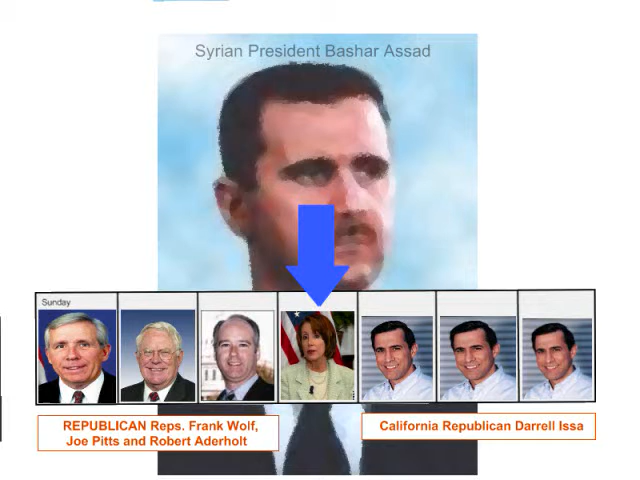 Syrian President Bashar Assad
Sunday
REPUBLICAN Reps. Frank Wolf,
Joe Pitts and Robert Aderholt
California Republican Darrell Issa